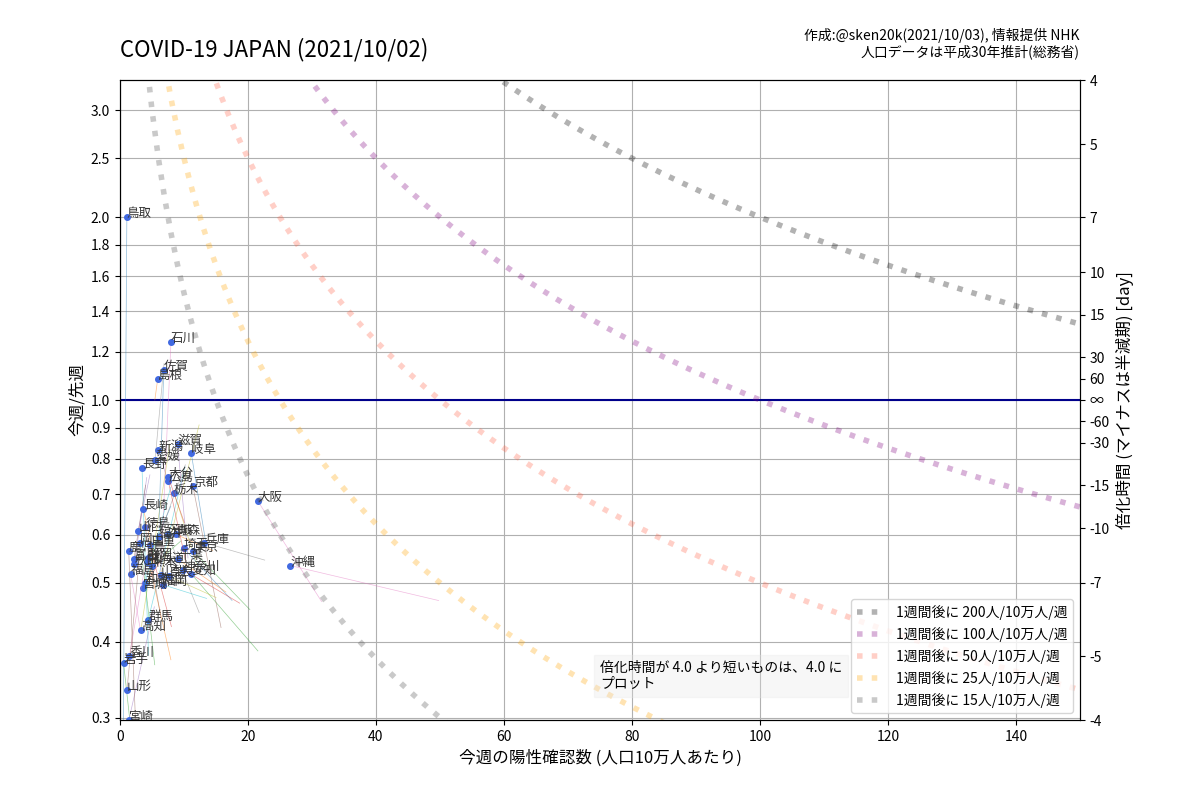 COVID-19 JAPAN (2021/10/02)
作成:@sken20k(2021/10/03), 情報提供 NHK
人口データは平成30年推計(総務省)
3.0
2.5
2.0
1.8
1.6
1.4
1.2
1.0
0.9
0.8
0.7
0.6
0.5
0.4
0.3
今週/先週
鳥取
石川
佐賀
島根
滋賀
新潟
岐阜
愛媛
長野
大分
広島
京都
栃木
大阪
長崎
徳島
兵庫
東京
沖縄
群馬
高知
香川
岩手
山形
宮崎
4
5
7
10
15
30
60
∞
-60
-30
-15
-10
-7
-5
-4
倍化時間 (マイナスは半減期) [day]
倍化時間が 4.0 より短いものは、4.0 に
プロット
1週間後に 200人/10万人/週
1週間後に 100人/10万人/週
1週間後に 50人/10万人/週
1週間後に 25人/10万人/週
1週間後に 15人/10万人/週
0 20 40 60 80 100 120 140
今週の陽性確認数 (人口10万人あたり)